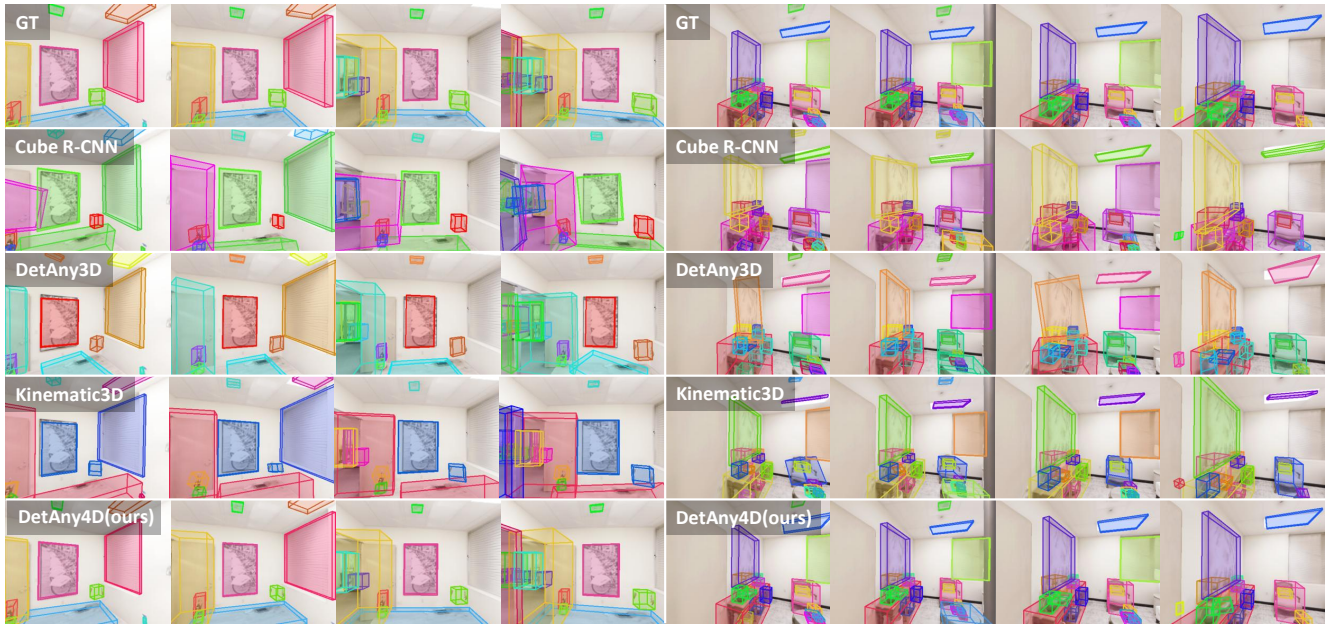 GT
GT
Cube R-CNN
Cube R-CNN
DetAny3D
DetAny3D
Kinematic3D
Kinematic3D
DetAny4D(ours)
DetAny4D(ours)